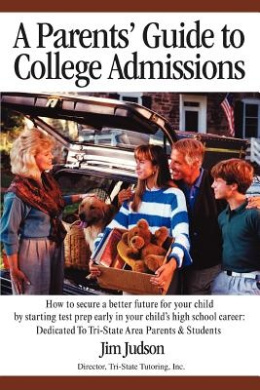 A Parents' Guide to
College Admissions
How to secure a better future for your child
by starting test prep early in your child's high school career:
Dedicated To Tri-State Area Parents & Students
Jim Judson
Director, Tri-State Tutoring, Inc.